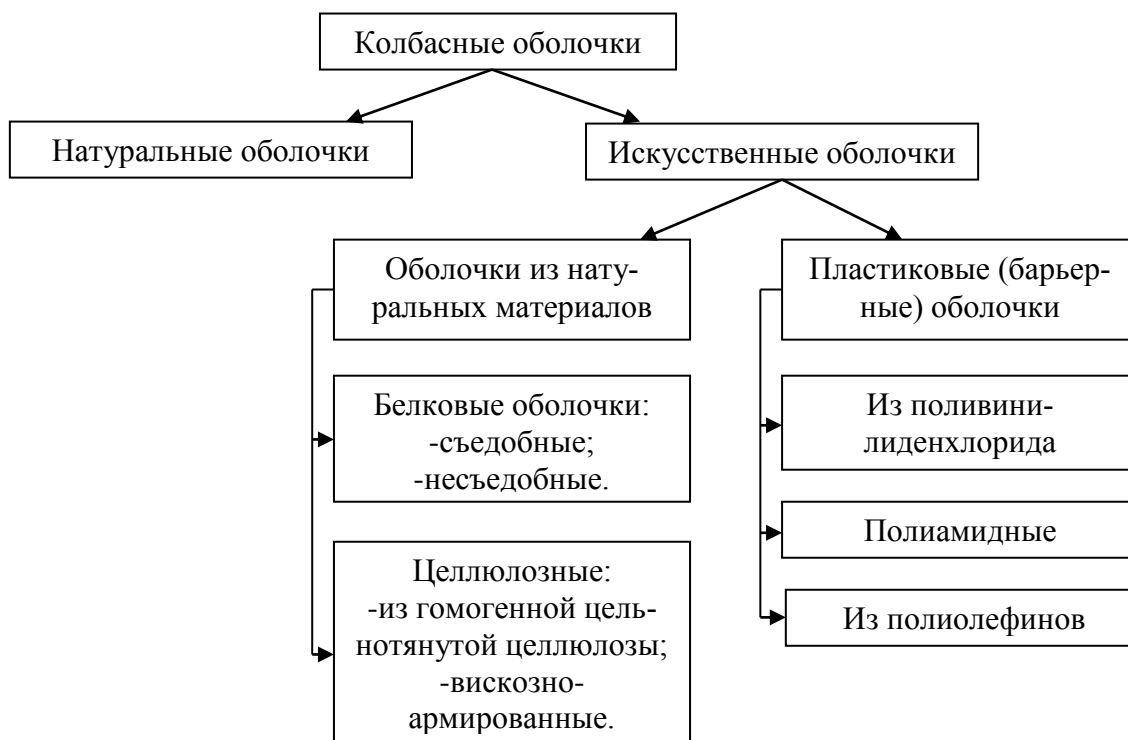 Колбасные оболочки
Натуральные оболочки
Искусственные оболочки
Оболочки из нату-
ральных материалов
Белковые оболочки:
-съедобные;
-несъедобные.
Целлюлозные:
-из гомогенной цель-
нотянутой целлюлозы;
-вискозно-
армированные.
Пластиковые (барьер-
ные) оболочки
Из поливини-
лиденхлорида
Полиамидные
Из полиолефинов